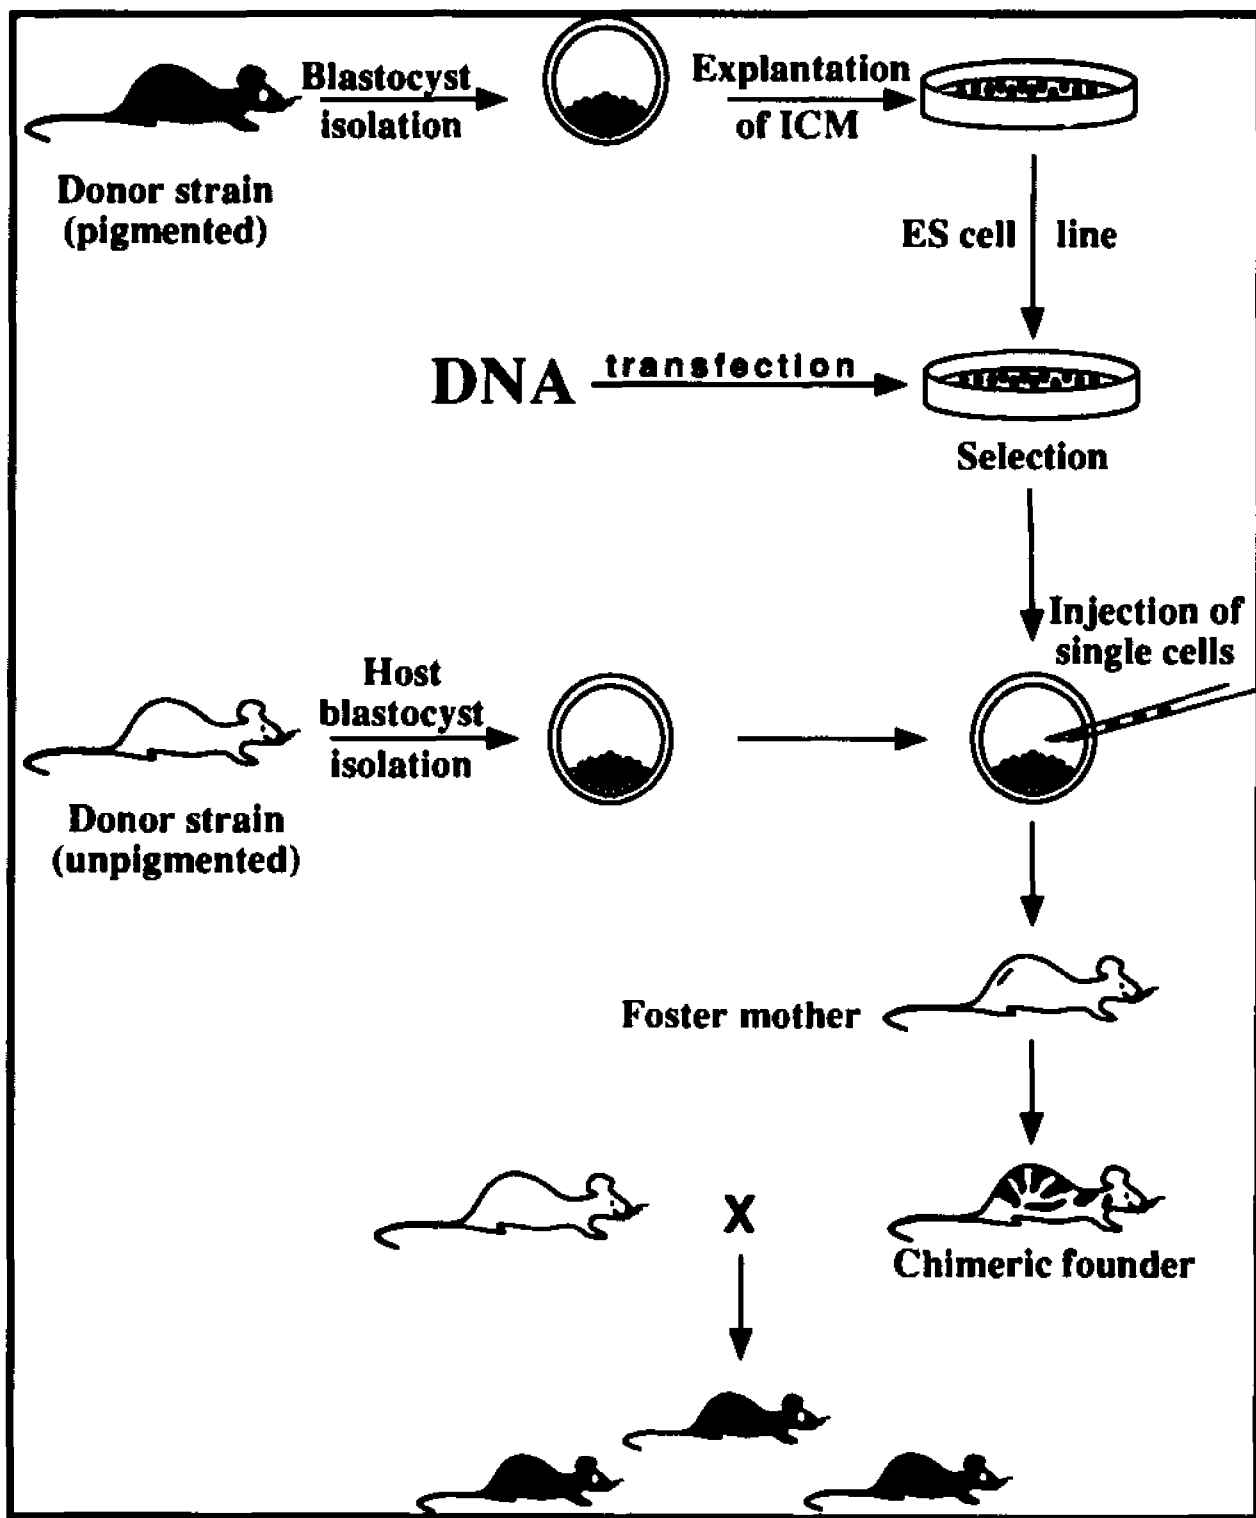 Blastocyst
isolation
Explantation
of ICM
Donor strain
(pigmented)
ES cell line
DNA
transfection
Selection
Injection of
single cells
Host
blastocyst
isolation
Donor strain
(unpigmented)
Foster mother
X
Chimeric founder